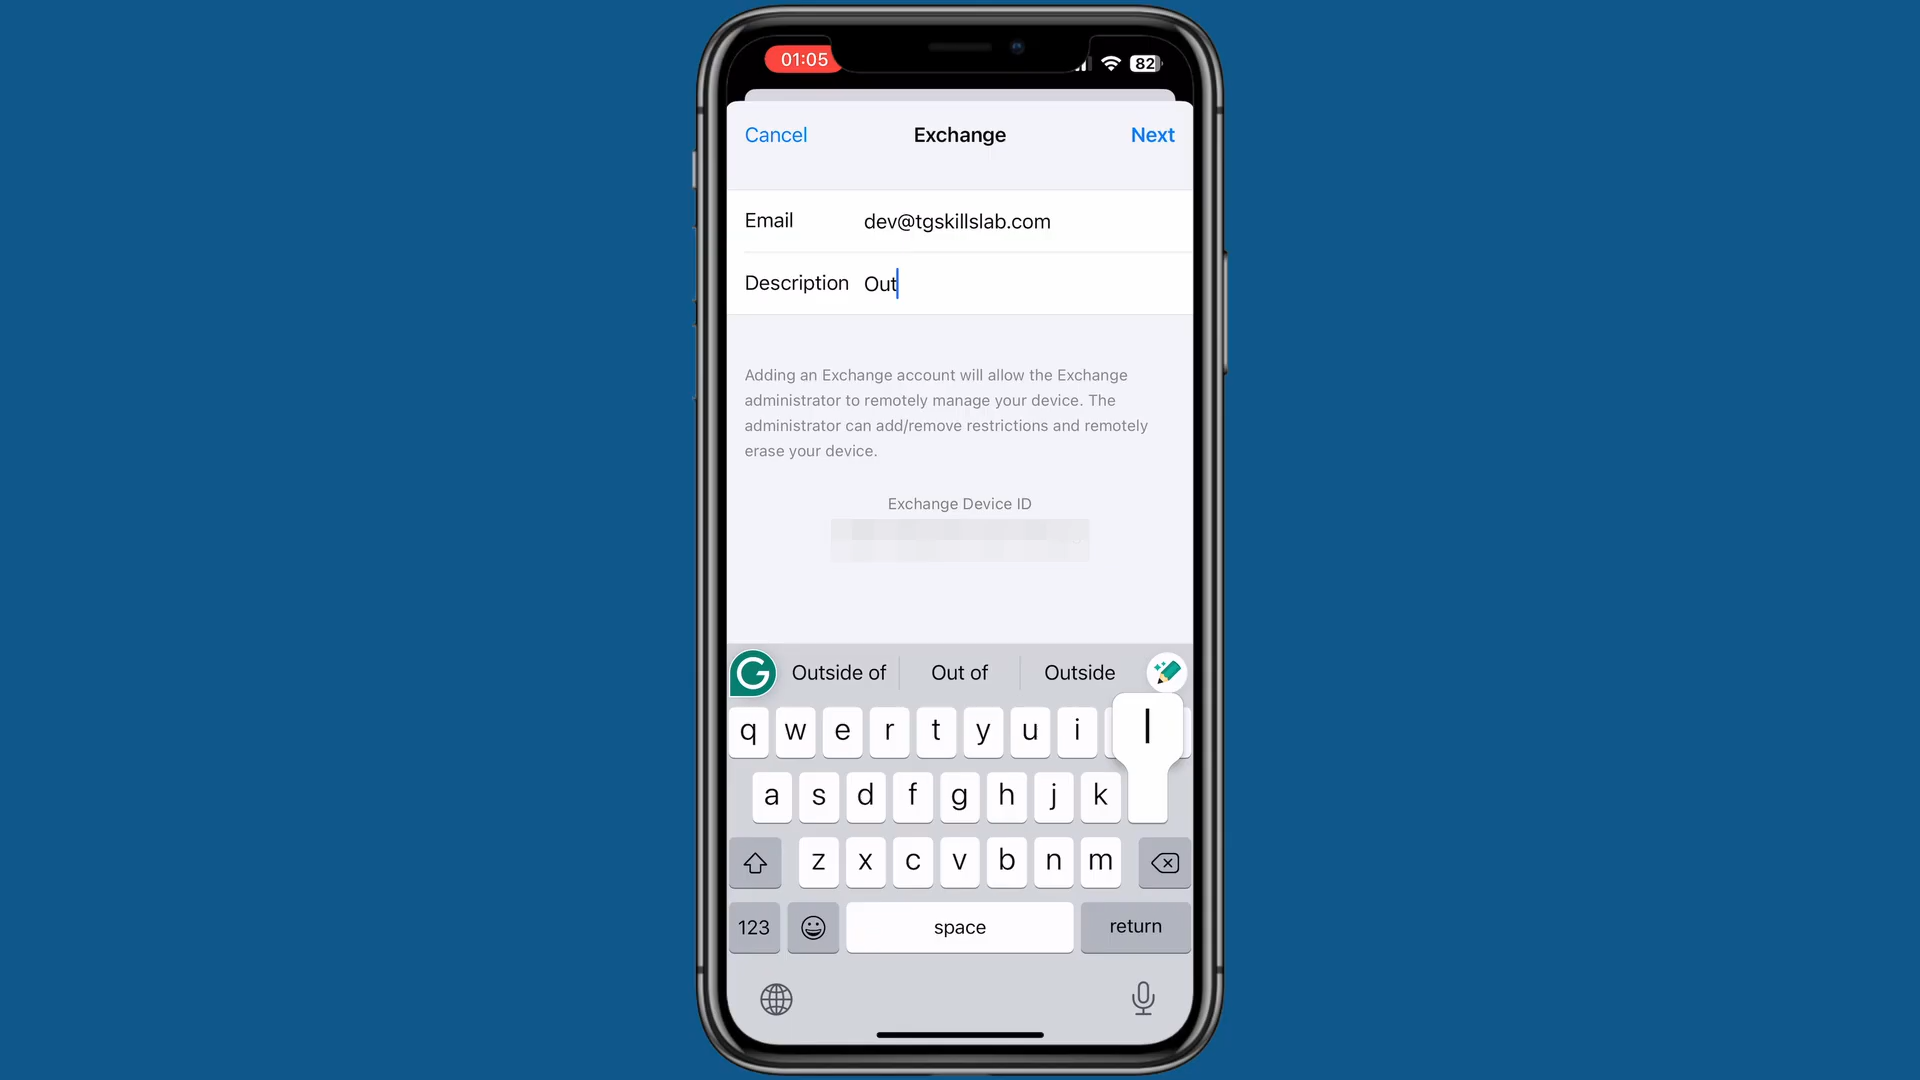 01:05
82
Cancel
Exchange
Next
Email
dev@tgskillslab.com
Description
Out
Adding an Exchange account will allow the Exchange
administrator to remotely manage your device. The
administrator can add/remove restrictions and remotely
erase your device.
Exchange Device ID
Outside of
Out of
Outside
q w e r t y u i
l
a s d f g h j k
z x c v b n m
123
space
return